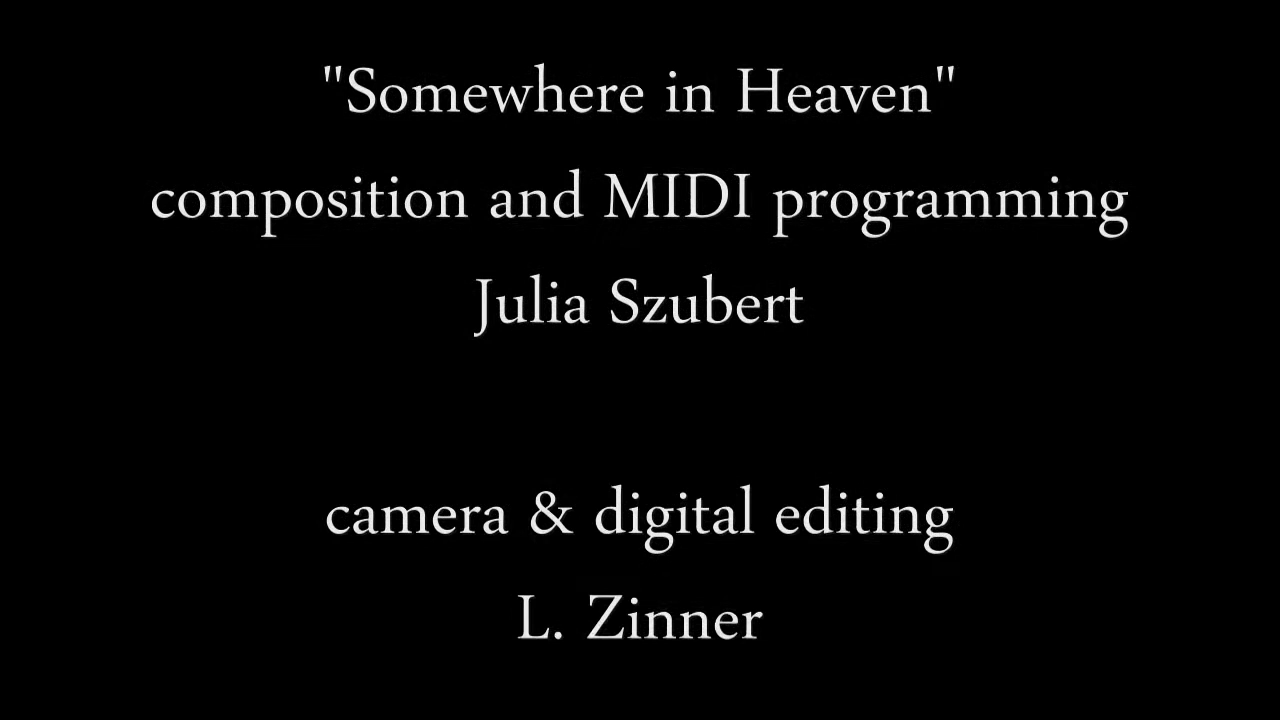 "Somewhere in Heaven"
composition and MIDI programming
Julia Szubert
camera & digital editing
L. Zinner